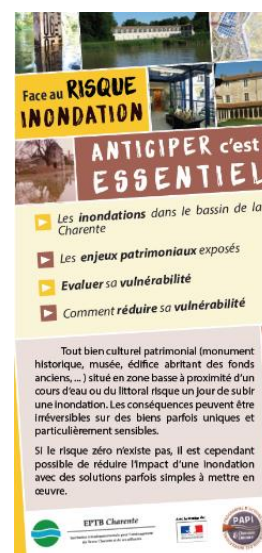 Face au RISQUE
INONDATION
ANTICIPER c'est
ESSENTIEL
Les inondations dans le bassin de la
Charente
Les enjeux patrimoniaux exposés
Evaluer sa vulnérabilité
Comment réduire sa vulnérabilité
Tout bien culturel patrimonial (monument
historique, musée, édifice abritant des fonds
anciens, ... ) situé en zone basse à proximité d'un
cours d'eau ou du littoral risque un jour de subir
une inondation. Les conséquences peuvent être
irréversibles sur des biens parfois uniques et
particulièrement sensibles.
Si le risque zéro n'existe pas, il est cependant
possible de réduire l'impact d'une inondation
avec des solutions parfois simples à mettre en
œuvre.
EPTB Charente
PAPI